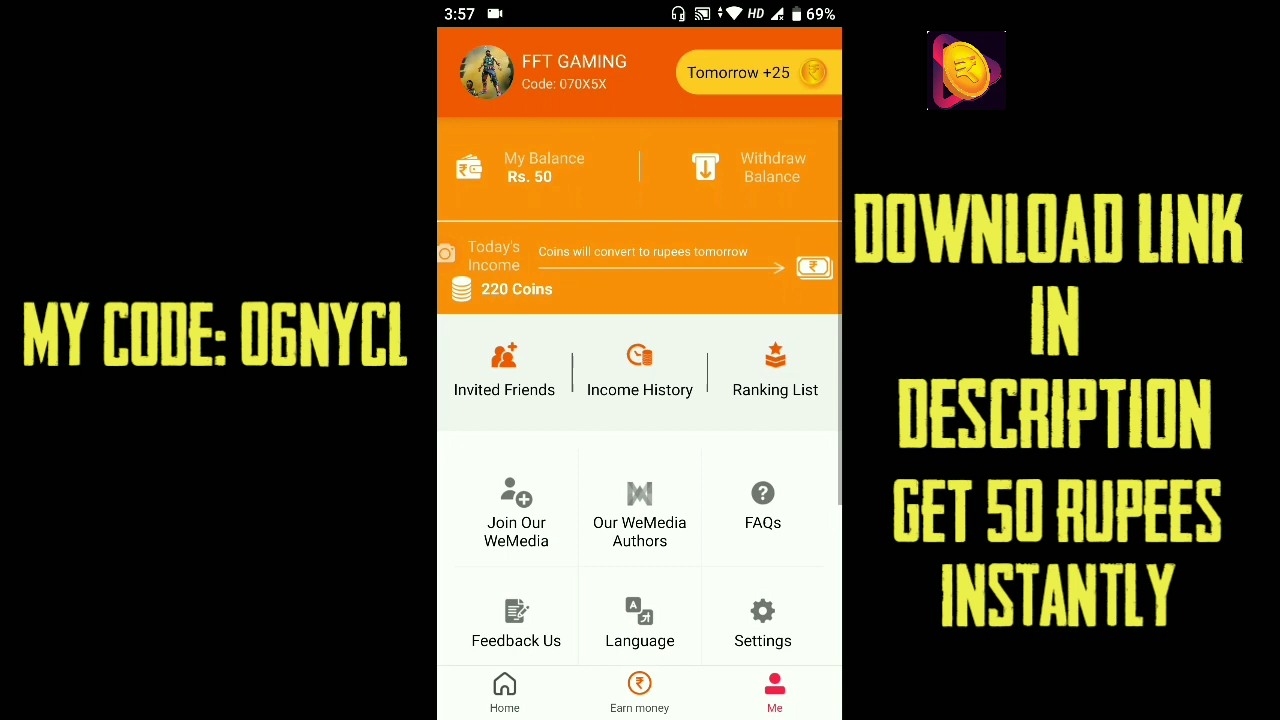 3:57 HD 69%
FFT GAMING
Code: 070X5X
Tomorrow +25
My Balance
Rs. 50
Withdraw
Balance
Today's
Income
Coins will convert to rupees tomorrow
220 Coins
Invited Friends
Income History
Ranking List
Join Our
WeMedia
Our WeMedia
Authors
FAQs
Feedback Us
Language
Settings
Home
Earn money
Me
MY CODE: 06NYCL
DOWNLOAD LINK
IN
DESCRIPTION
GET 50 RUPEES
INSTANTLY